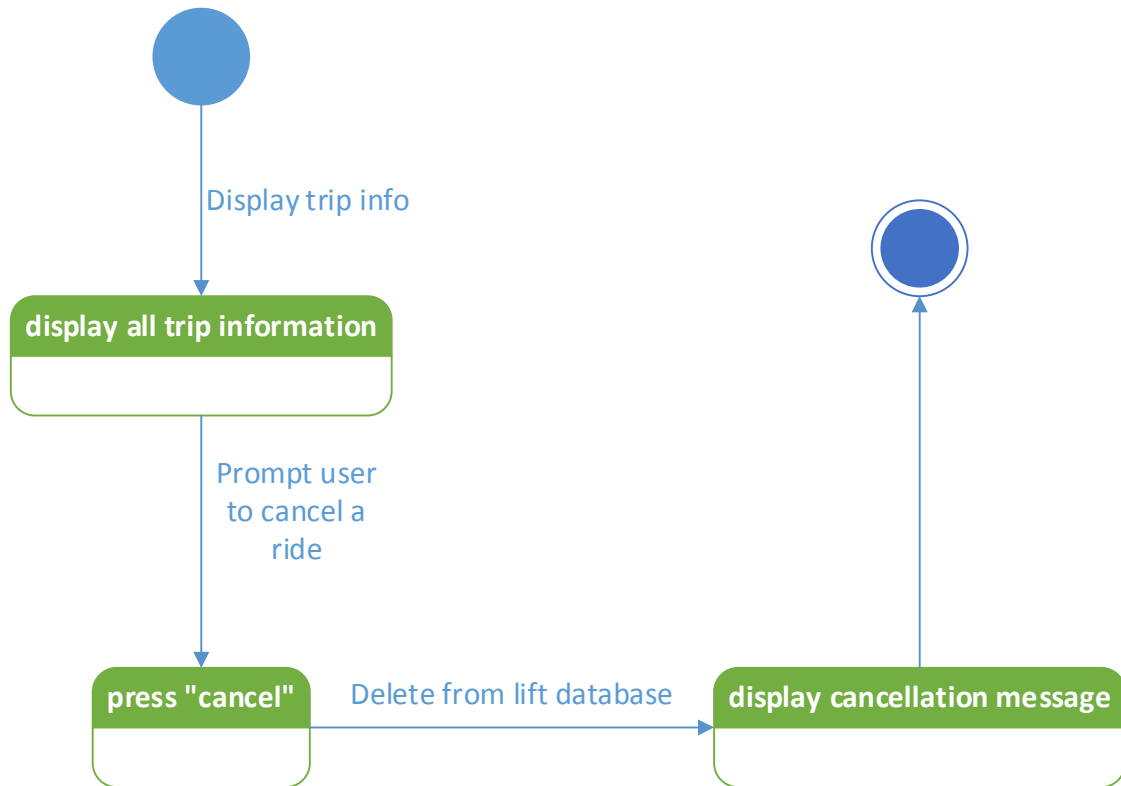 Display trip info
display all trip information
Prompt user
to cancel a
ride
press "cancel"
Delete from lift database
display cancellation message